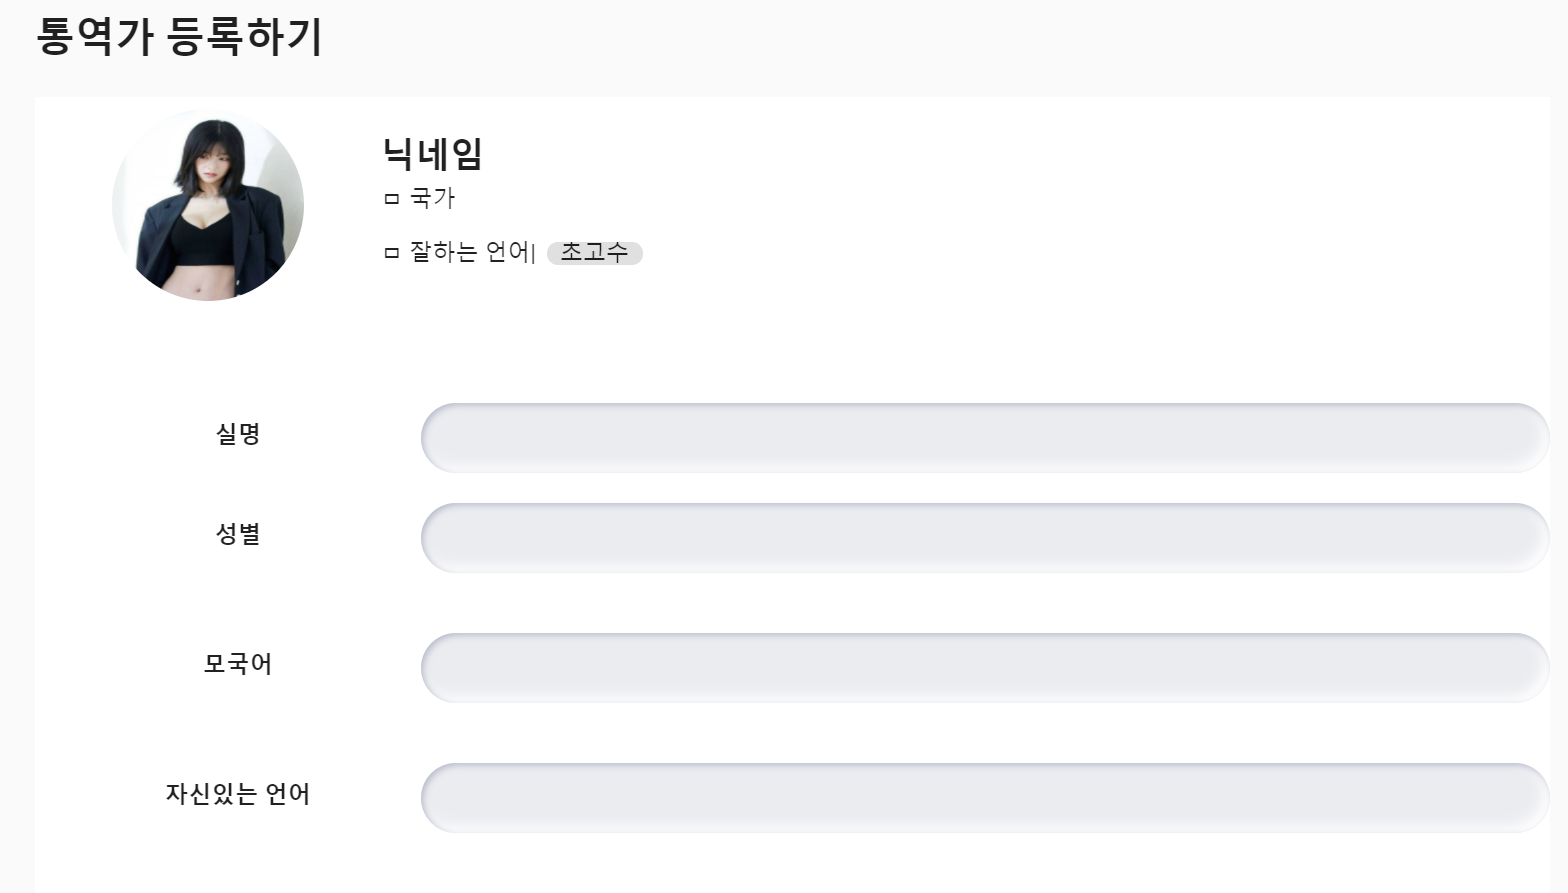 통역가 등록하기
닉네임
ㅁ 국가
ㅁ 잘하는 언어| 초고수
실명
성별
모국어
자신있는 언어